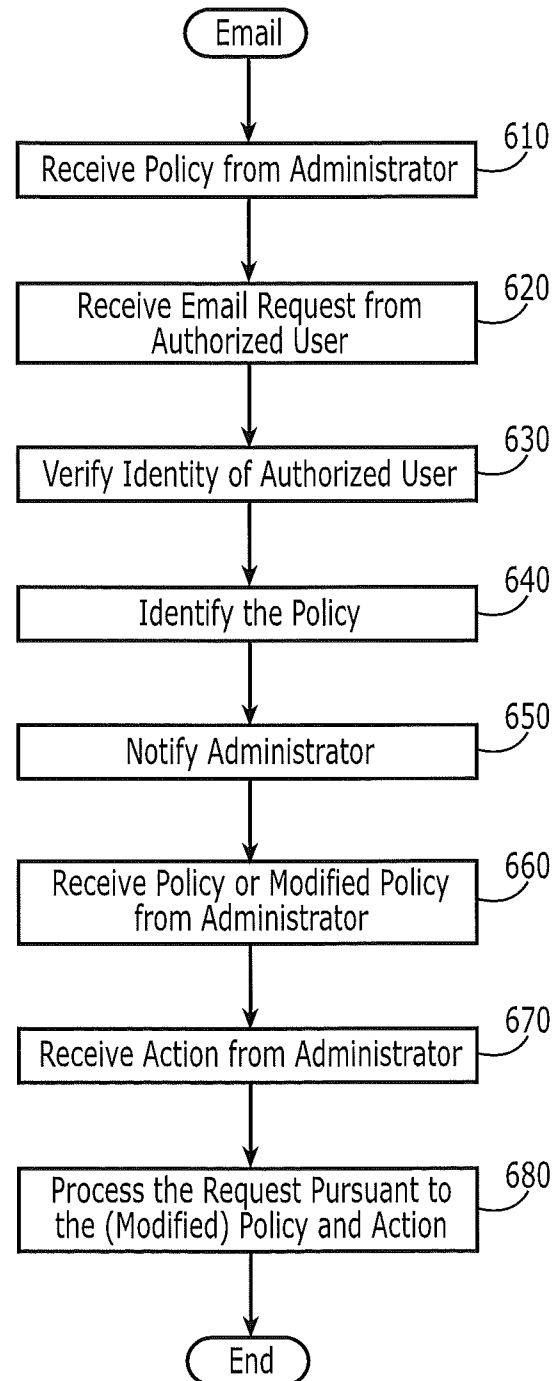 Email
610
Receive Policy from Administrator
620
Receive Email Request from
Authorized User
630
Verify Identity of Authorized User
640
Identify the Policy
650
Notify Administrator
660
Receive Policy or Modified Policy
from Administrator
670
Receive Action from Administrator
680
Process the Request Pursuant to
the (Modified) Policy and Action
End